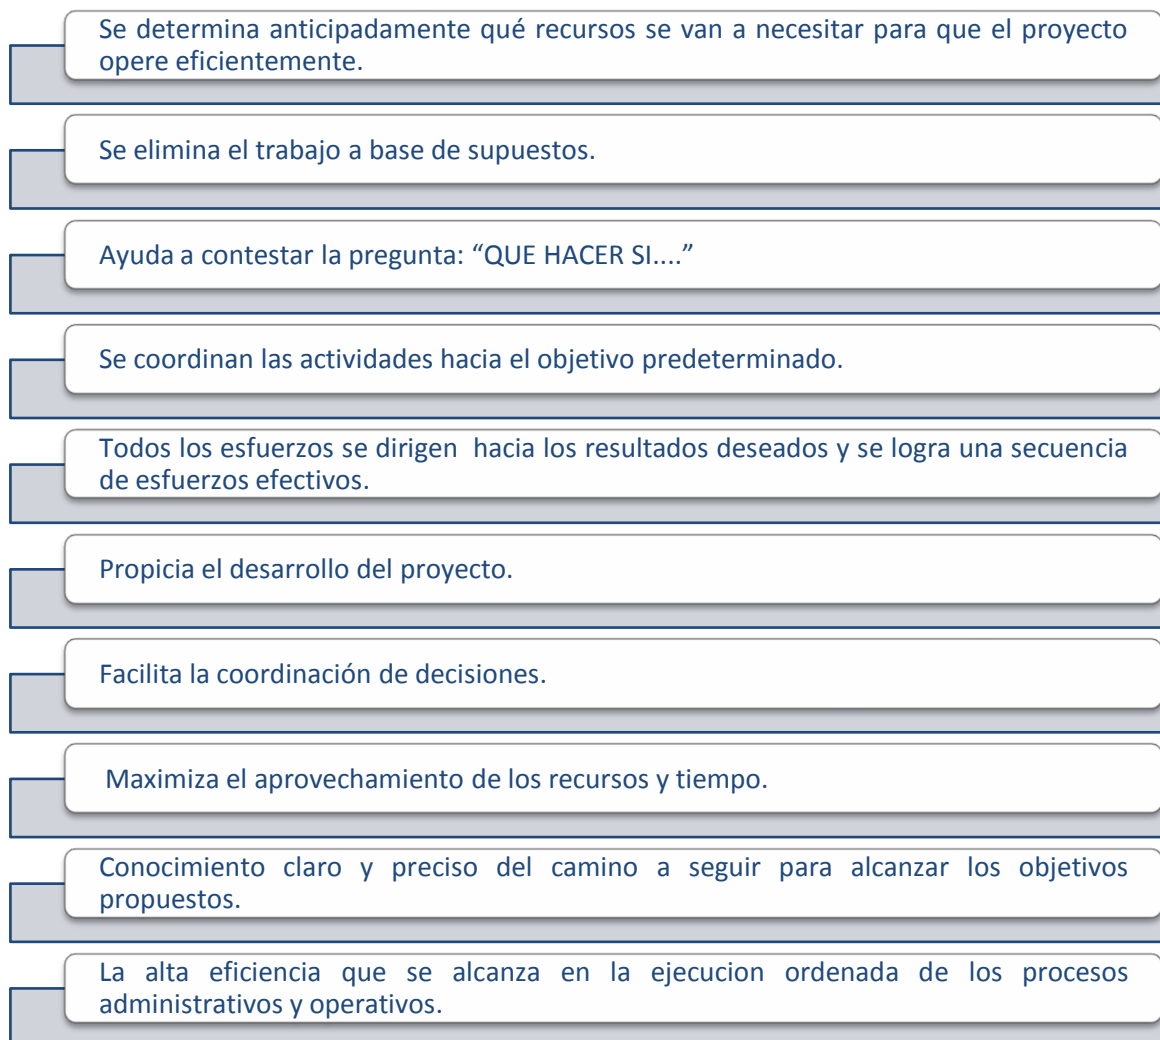 Se determina anticipadamente qué recursos se van a necesitar para que el proyecto
opere eficientemente.
Se elimina el trabajo a base de supuestos.
Ayuda a contestar la pregunta: “QUE HACER SI....”
Se coordinan las actividades hacia el objetivo predeterminado.
Todos los esfuerzos se dirigen hacia los resultados deseados y se logra una secuencia
de esfuerzos efectivos.
Propicia el desarrollo del proyecto.
Facilita la coordinación de decisiones.
Maximiza el aprovechamiento de los recursos y tiempo.
Conocimiento claro y preciso del camino a seguir para alcanzar los objetivos
propuestos.
La alta eficiencia que se alcanza en la ejecucion ordenada de los procesos
administrativos y operativos.